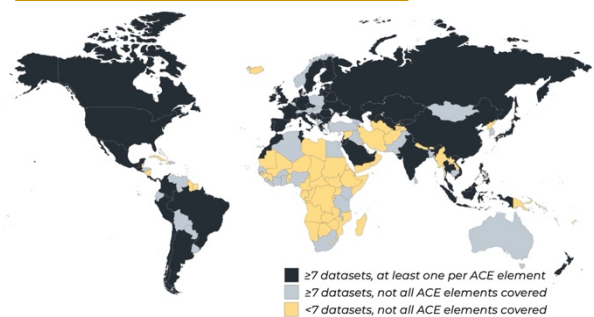 ≥7 datasets, at least one per ACE element
≥7 datasets, not all ACE elements covered
<7 datasets, not all ACE elements covered